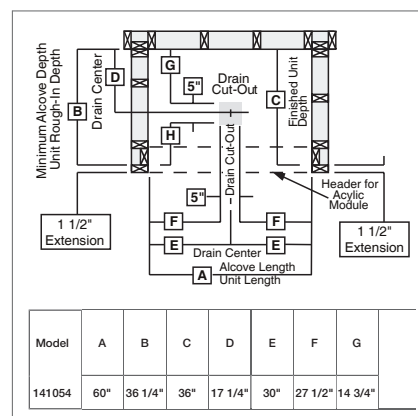 Minimum Alcove Depth
Unit Rough-In Depth
B
Drain Center
D
G
5"
Drain
Cut-Out
C
Finished Unit
Depth
H
Drain Cut-Out
5"
Header for
Acylic
Module
1 1/2"
Extension
1 1/2"
Extension
F
F
E
E
Drain Center
A
Alcove Length
Unit Length
Model A B C D E F G
141054 60" 36 1/4" 36" 17 1/4" 30" 27 1/2" 14 3/4"